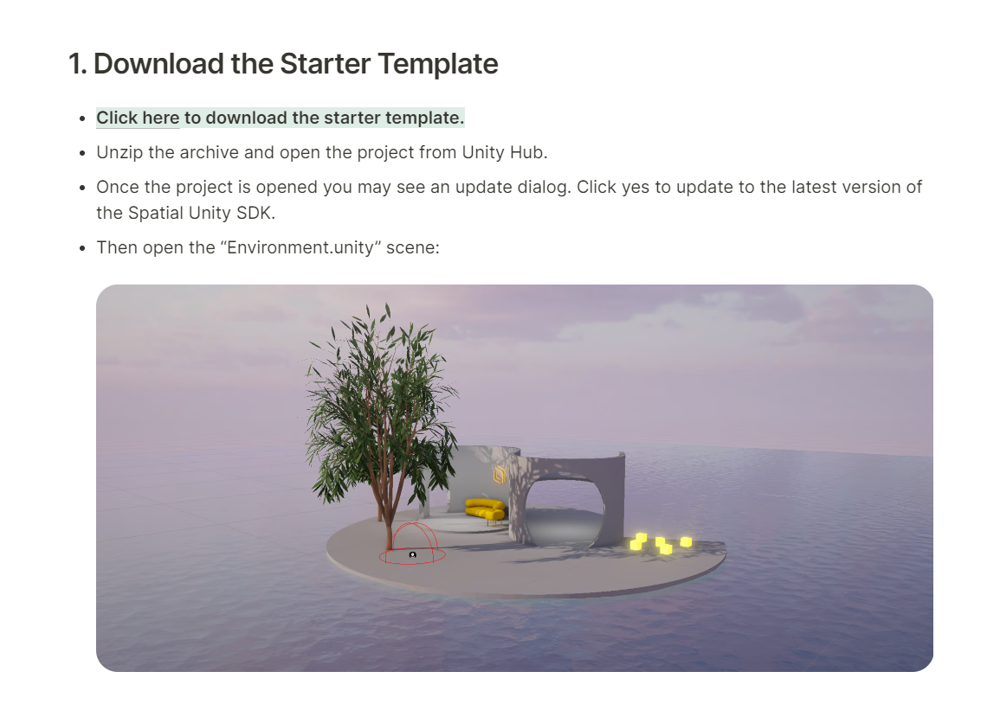 1. Download the Starter Template
Click here to download the starter template.
Unzip the archive and open the project from Unity Hub.
Once the project is opened you may see an update dialog. Click yes to update to the latest version of
the Spatial Unity SDK.
Then open the “Environment.unity” scene: